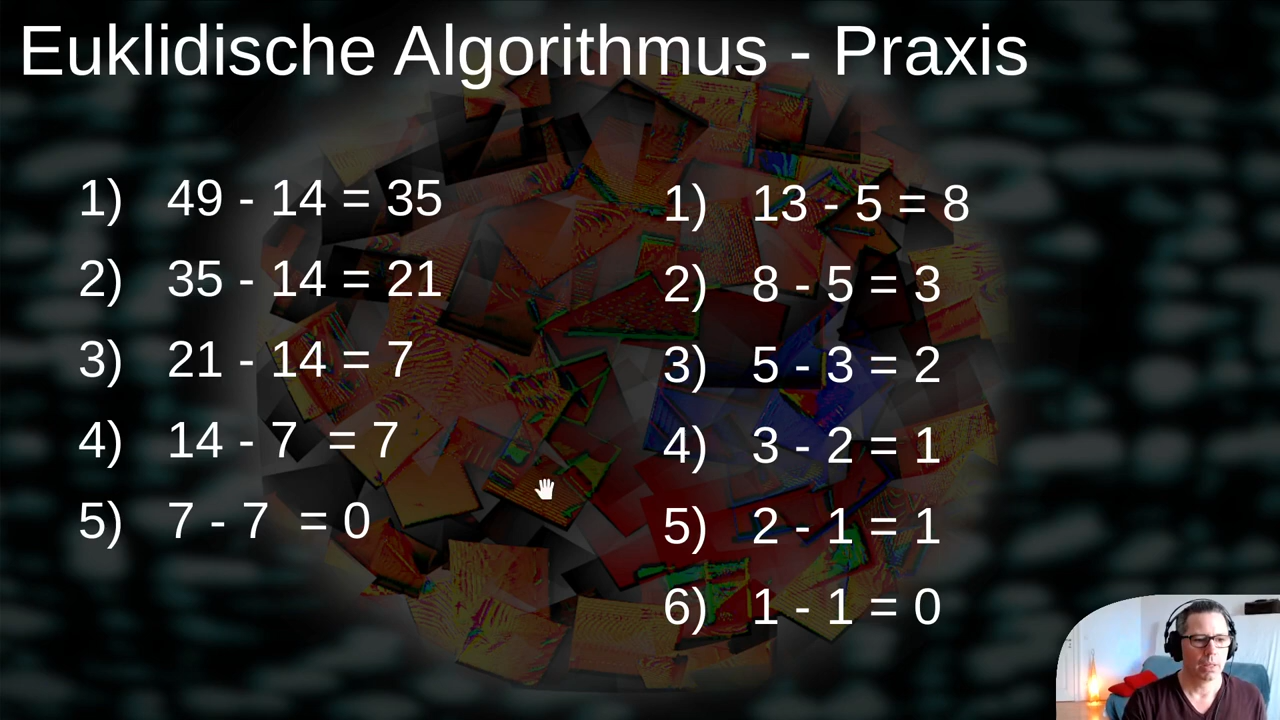 Euklidische Algorithmus - Praxis
1) 49 - 14 = 35
2) 35 - 14 = 21
3) 21 - 14 = 7
4) 14 - 7 = 7
5) 7 - 7 = 0
1) 13 - 5 = 8
2) 8 - 5 = 3
3) 5 - 3 = 2
4) 3 - 2 = 1
5) 2 - 1 = 1
6) 1 - 1 = 0